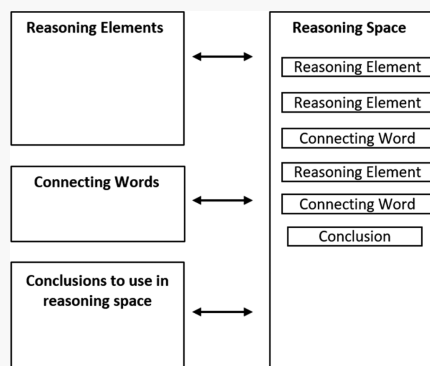 Reasoning Elements
Connecting Words
Conclusions to use in
reasoning space
Reasoning Space
Reasoning Element
Reasoning Element
Connecting Word
Reasoning Element
Connecting Word
Conclusion